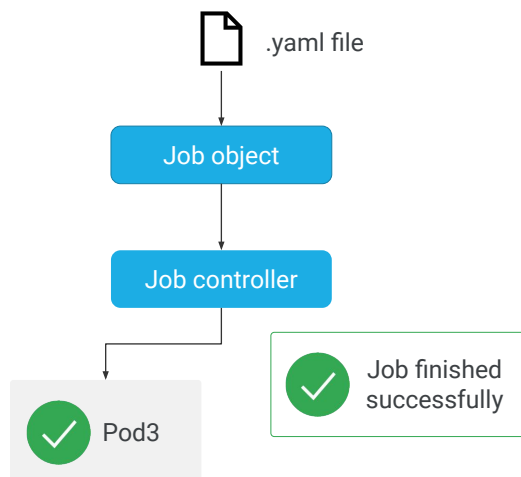 .yaml file
Job object
Job controller
Job finished
successfully
Pod3